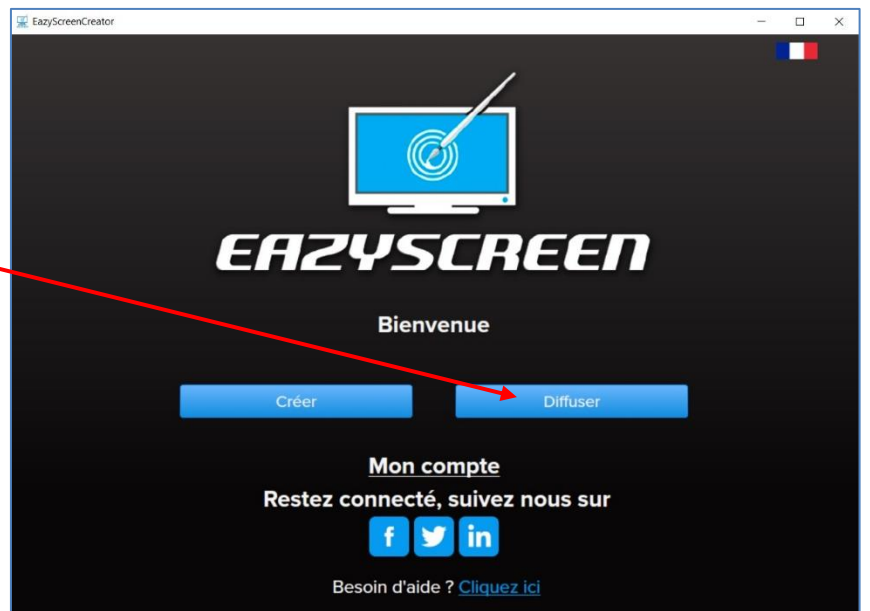 EazyScreenCreator
EAZYSCREEN
Bienvenue
Créer
Diffuser
Mon compte
Restez connecté, suivez nous sur
f in
Besoin d'aide ? Cliquez ici